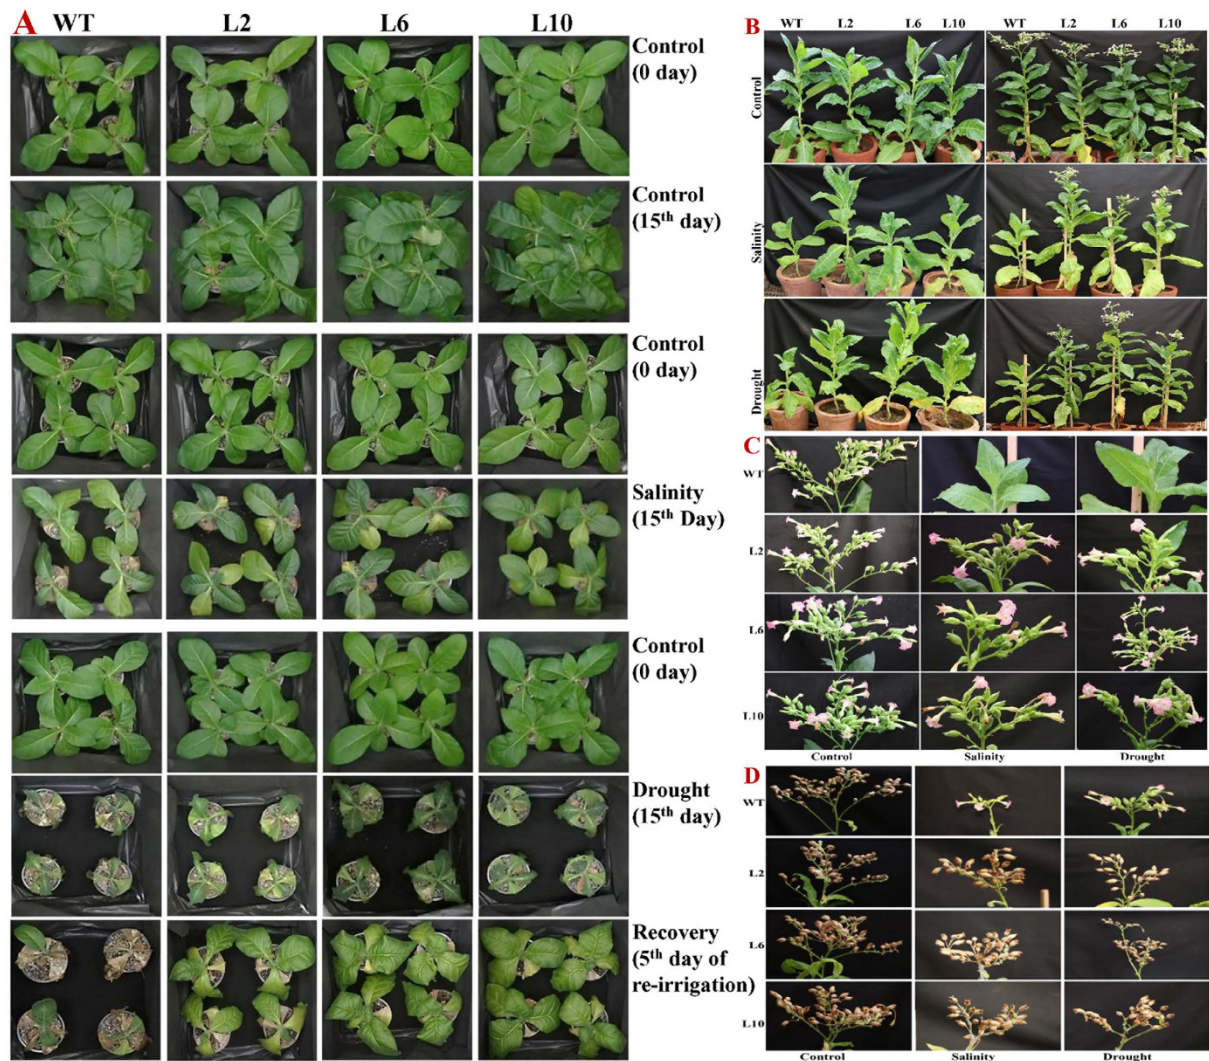 A
WT L2 L6 L10
Control
(0 day)
Control
(15th day)
Control
(0 day)
Salinity
(15th Day)
Control
(0 day)
Drought
(15th day)
Recovery
(5th day of
re-irrigation)
B
WT L2 L6 L10 WT L2 L6 L10
Control
Salinity
Drought
C
WT
L2
L6
L10
Control Salinity Drought
D
WT
L2
L6
L10
Control Salinity Drought